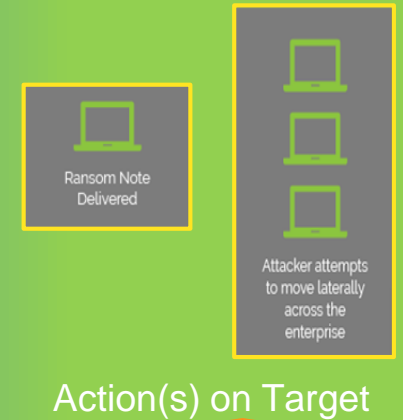 Ransom Note
Delivered
Attacker attempts
to move laterally
across the
enterprise
Action(s) on Target